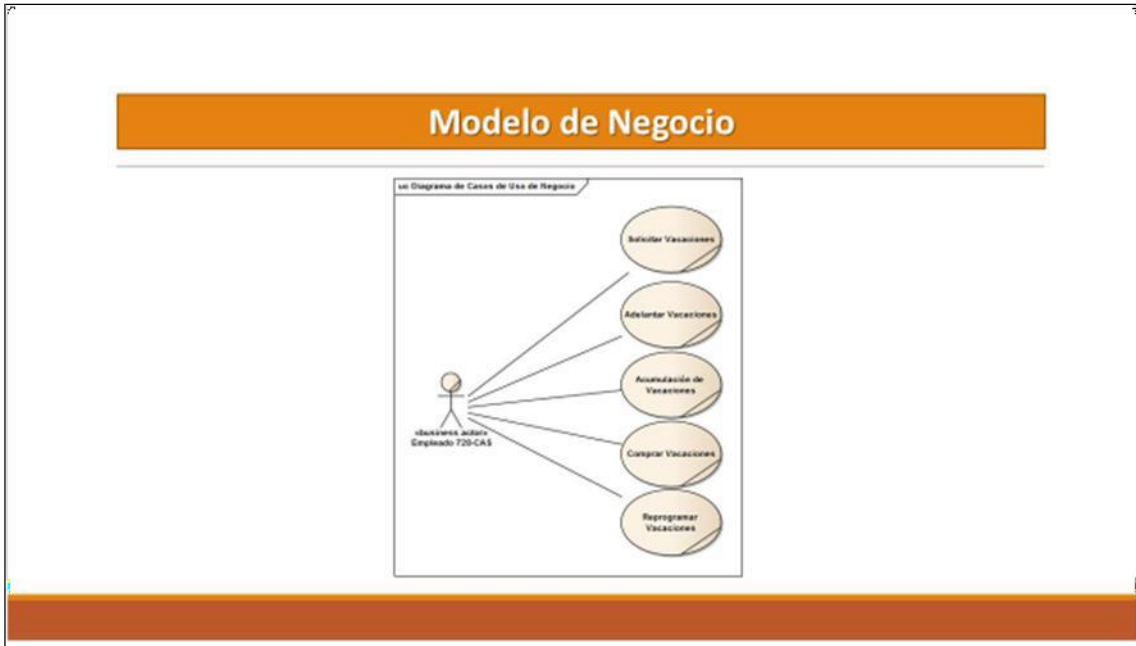 Modelo de Negocio
uc Diagrama de Casos de Uso de Negocio
Solicitar Vacaciones
Adelantar Vacaciones
Acumulación de
Vacaciones
«business actor»
Empleado 728-CAS
Comprar Vacaciones
Reprogramar
Vacaciones